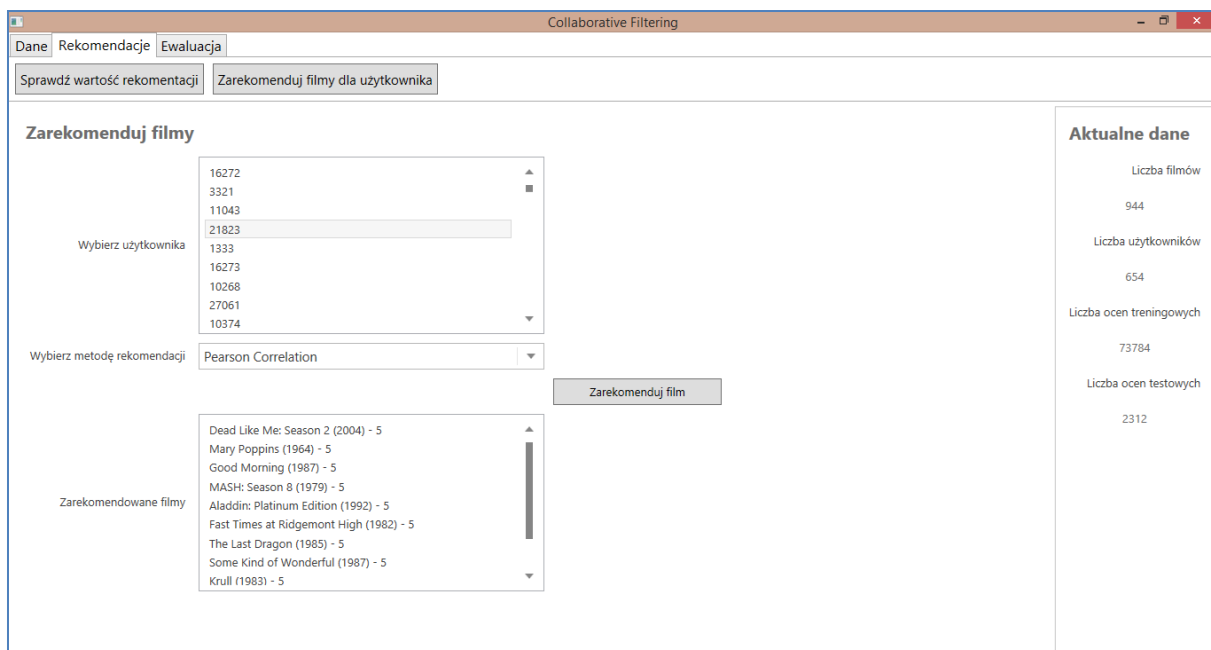 Collaborative Filtering
Dane Rekomendacje Ewaluacja
Sprawdź wartość rekomentacji Zarekomenduj filmy dla użytkownika
Zarekomenduj filmy
Wybierz użytkownika
16272
3321
11043
21823
1333
16273
10268
27061
10374
Wybierz metodę rekomendacji Pearson Correlation
Zarekomenduj film
Zarekomendowane filmy
Dead Like Me: Season 2 (2004) - 5
Mary Poppins (1964) - 5
Good Morning (1987) - 5
MASH: Season 8 (1979) - 5
Aladdin: Platinum Edition (1992) - 5
Fast Times at Ridgemont High (1982) - 5
The Last Dragon (1985) - 5
Some Kind of Wonderful (1987) - 5
Krull (1983) - 5
Aktualne dane
Liczba filmów
944
Liczba użytkowników
654
Liczba ocen treningowych
73784
Liczba ocen testowych
2312